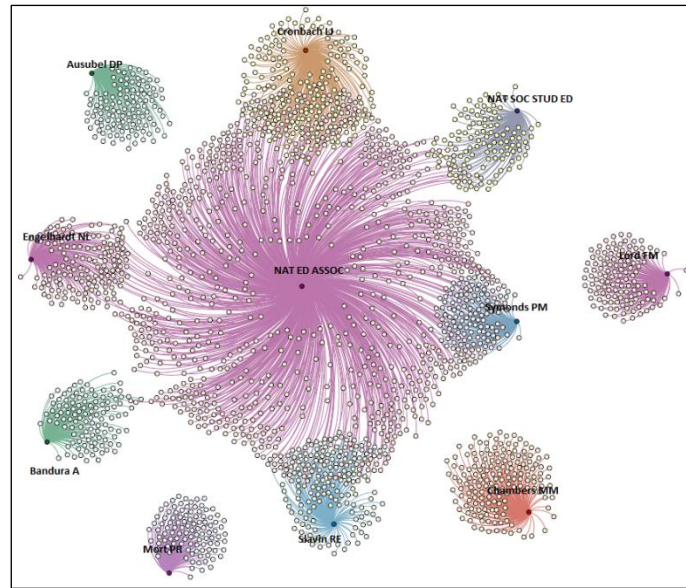 Cronbach LJ
Ausubel DP
NAT SOC STUD ED
Engelhardt NL
Lord FM
NAT ED ASSOC
Symonds PM
Bandura A
Chambers MM
Slavin RE
Mort PR